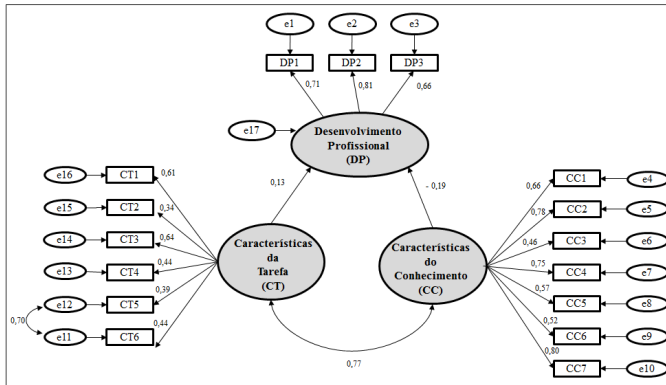 e1
e2
e3
DP1
DP2
DP3
0,71
0,81
0,66
e17
Desenvolvimento
Profissional
(DP)
0,13
- 0,19
e16
CT1
0,61
e15
CT2
0,34
e14
CT3
0,64
e13
CT4
0,44
e12
CT5
0,39
e11
CT6
0,44
0,70
Características
da
Tarefa
(CT)
Características
do
Conhecimento
(CC)
0,77
0,66
CC1
e4
0,78
CC2
e5
0,46
CC3
e6
0,75
CC4
e7
0,57
CC5
e8
0,52
CC6
e9
0,80
CC7
e10